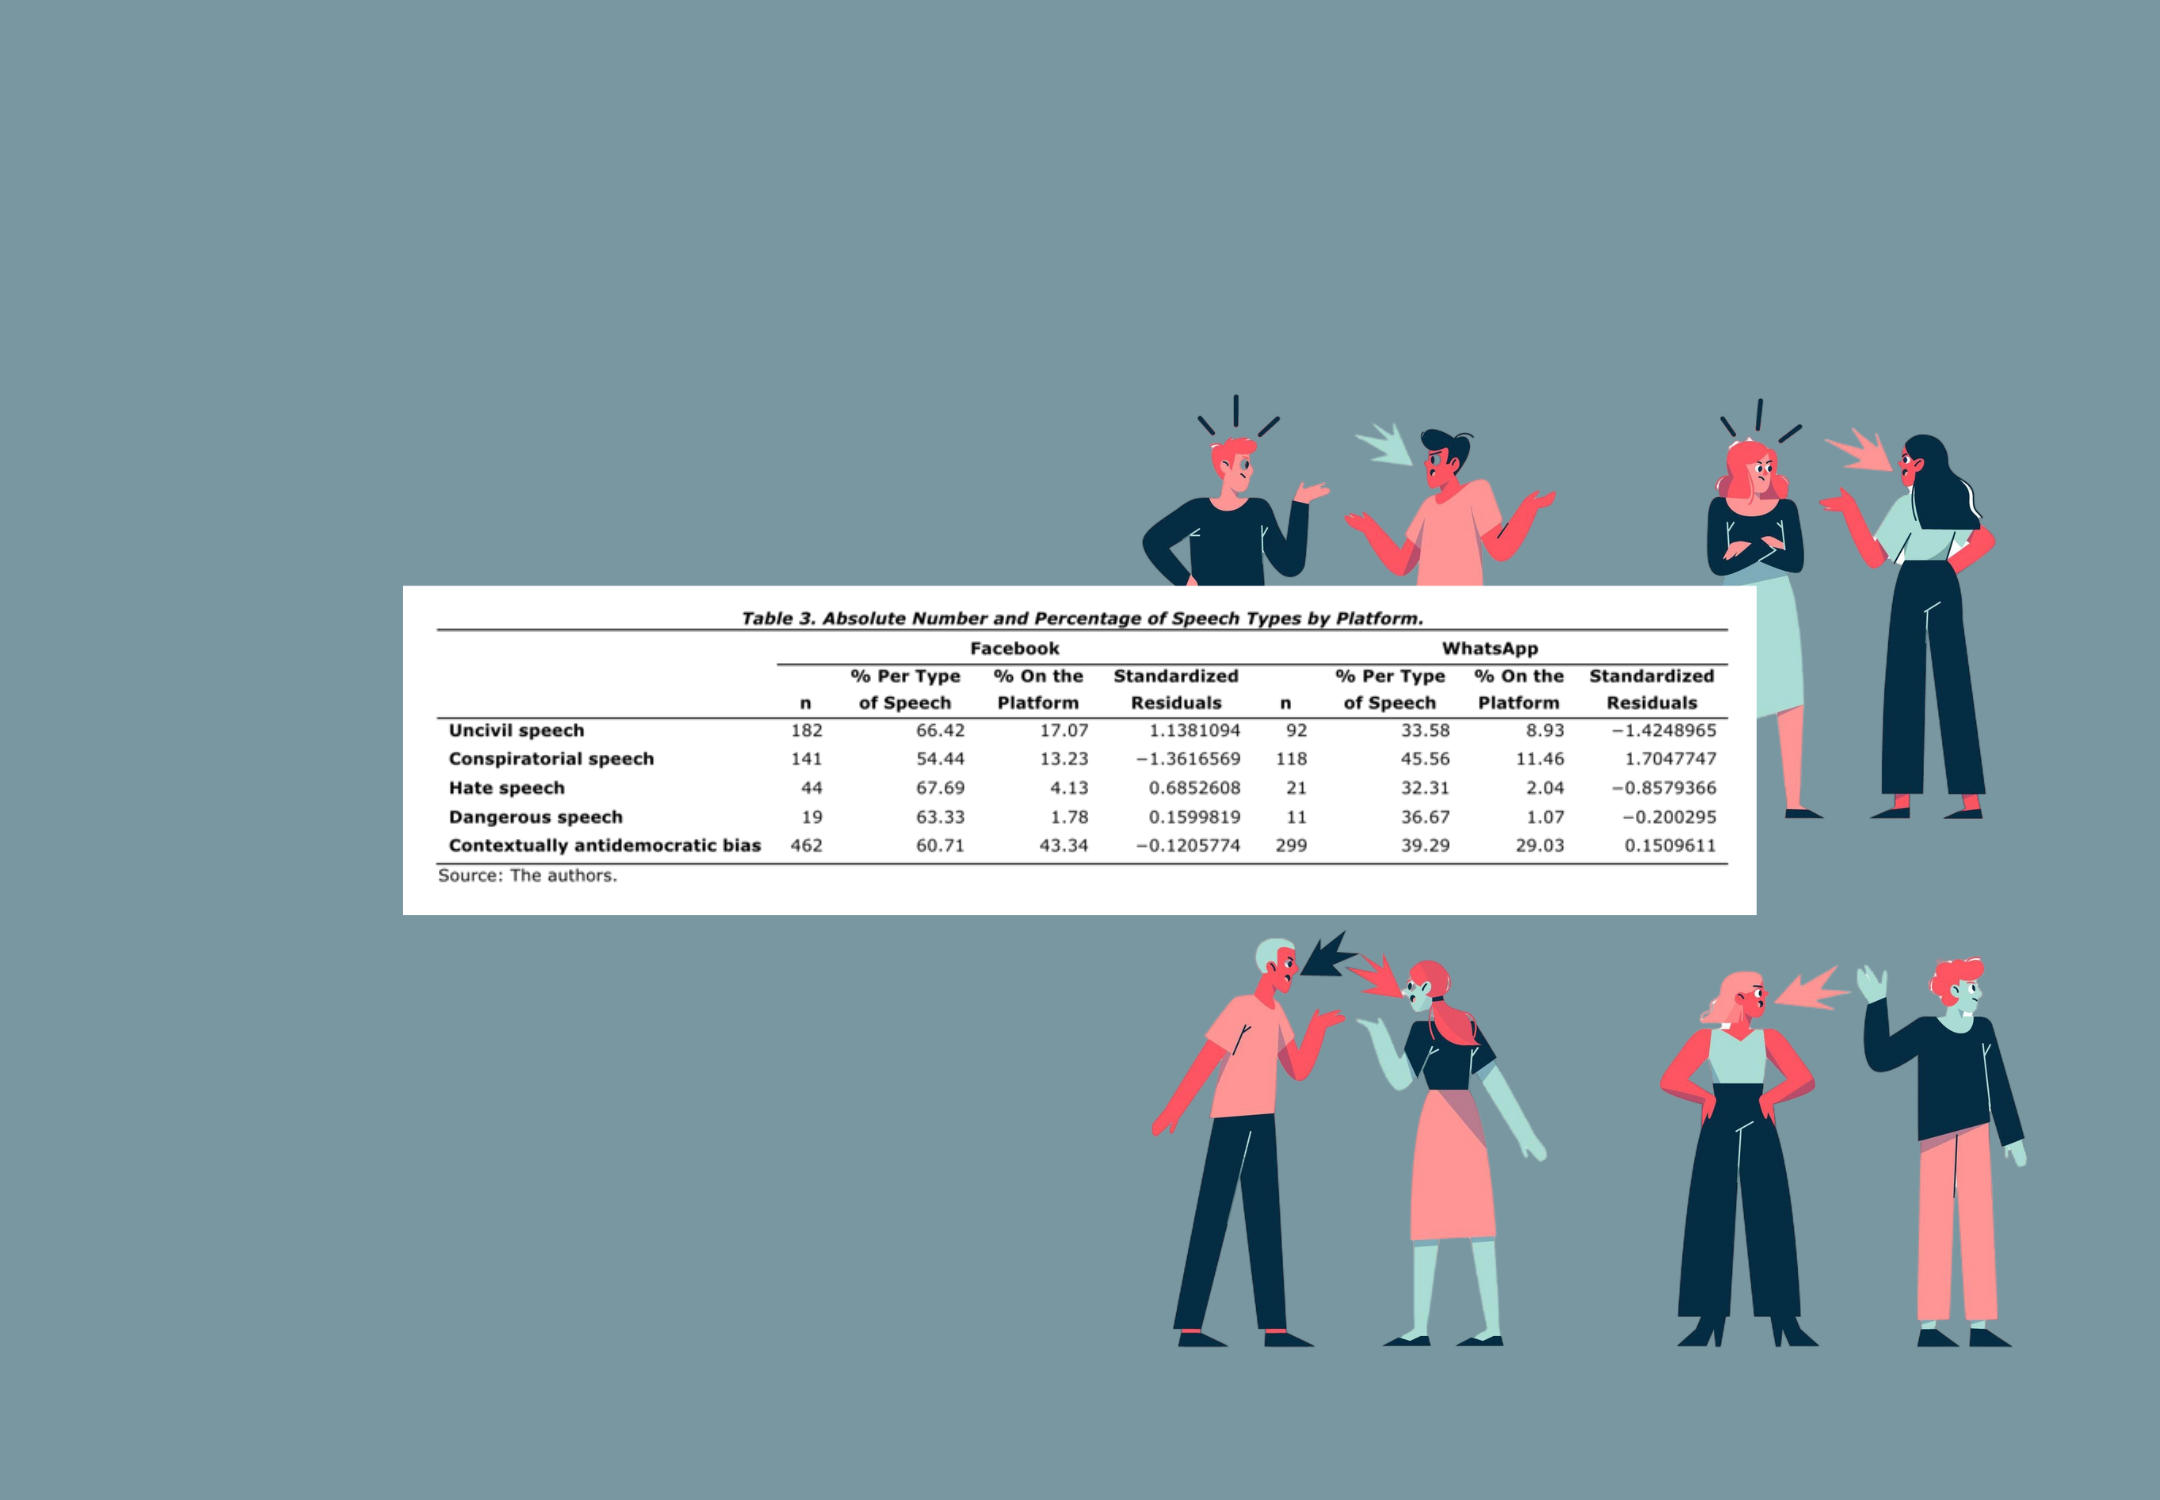 Table 3. Absolute Number and Percentage of Speech Types by Platform.
Facebook WhatsApp
% Per Type % On the Standardized % Per Type % On the Standardized
n of Speech Platform Residuals n of Speech Platform Residuals
Uncivil speech 182 66.42 17.07 1.1381094 92 33.58 8.93 −1.4248965
Conspiratorial speech 141 54.44 13.23 −1.3616569 118 45.56 11.46 1.7047747
Hate speech 44 67.69 4.13 0.6852608 21 32.31 2.04 −0.8579366
Dangerous speech 19 63.33 1.78 0.1599819 11 36.67 1.07 −0.200295
Contextually antidemocratic bias 462 60.71 43.34 −0.1205774 299 39.29 29.03 0.1509611
Source: The authors.